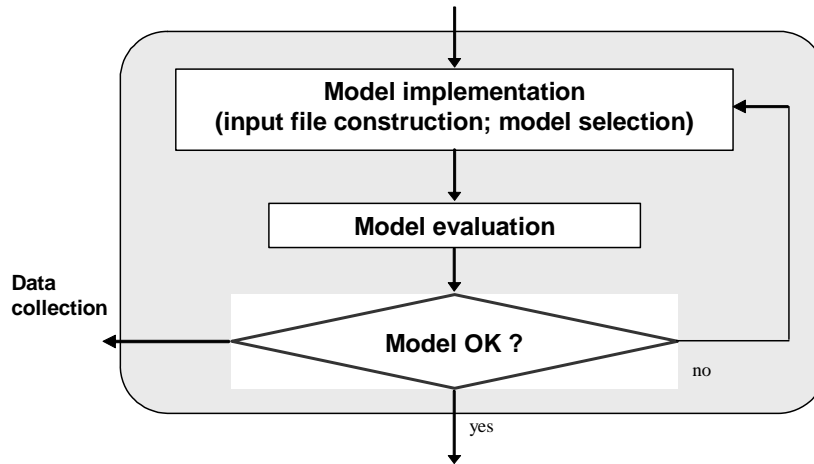 Model implementation
(input file construction; model selection)
Model evaluation
Data
collection
Model OK ?
no
yes